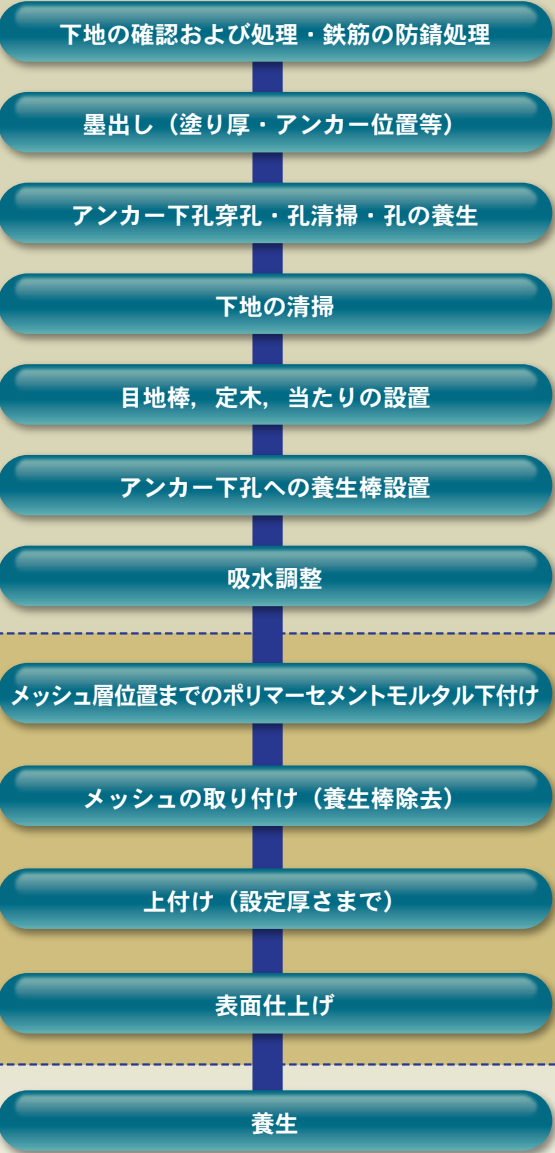 下地の確認および処理・鉄筋の防錆処理
墨出し（塗り厚・アンカー位置等）
アンカー下孔穿孔・孔清掃・孔の養生
下地の清掃
目地棒，定木，当たりの設置
アンカー下孔への養生棒設置
吸水調整
メッシュ層位置までのポリマーセメントモルタル下付け
メッシュの取り付け（養生棒除去）
上付け（設定厚さまで）
表面仕上げ
養生